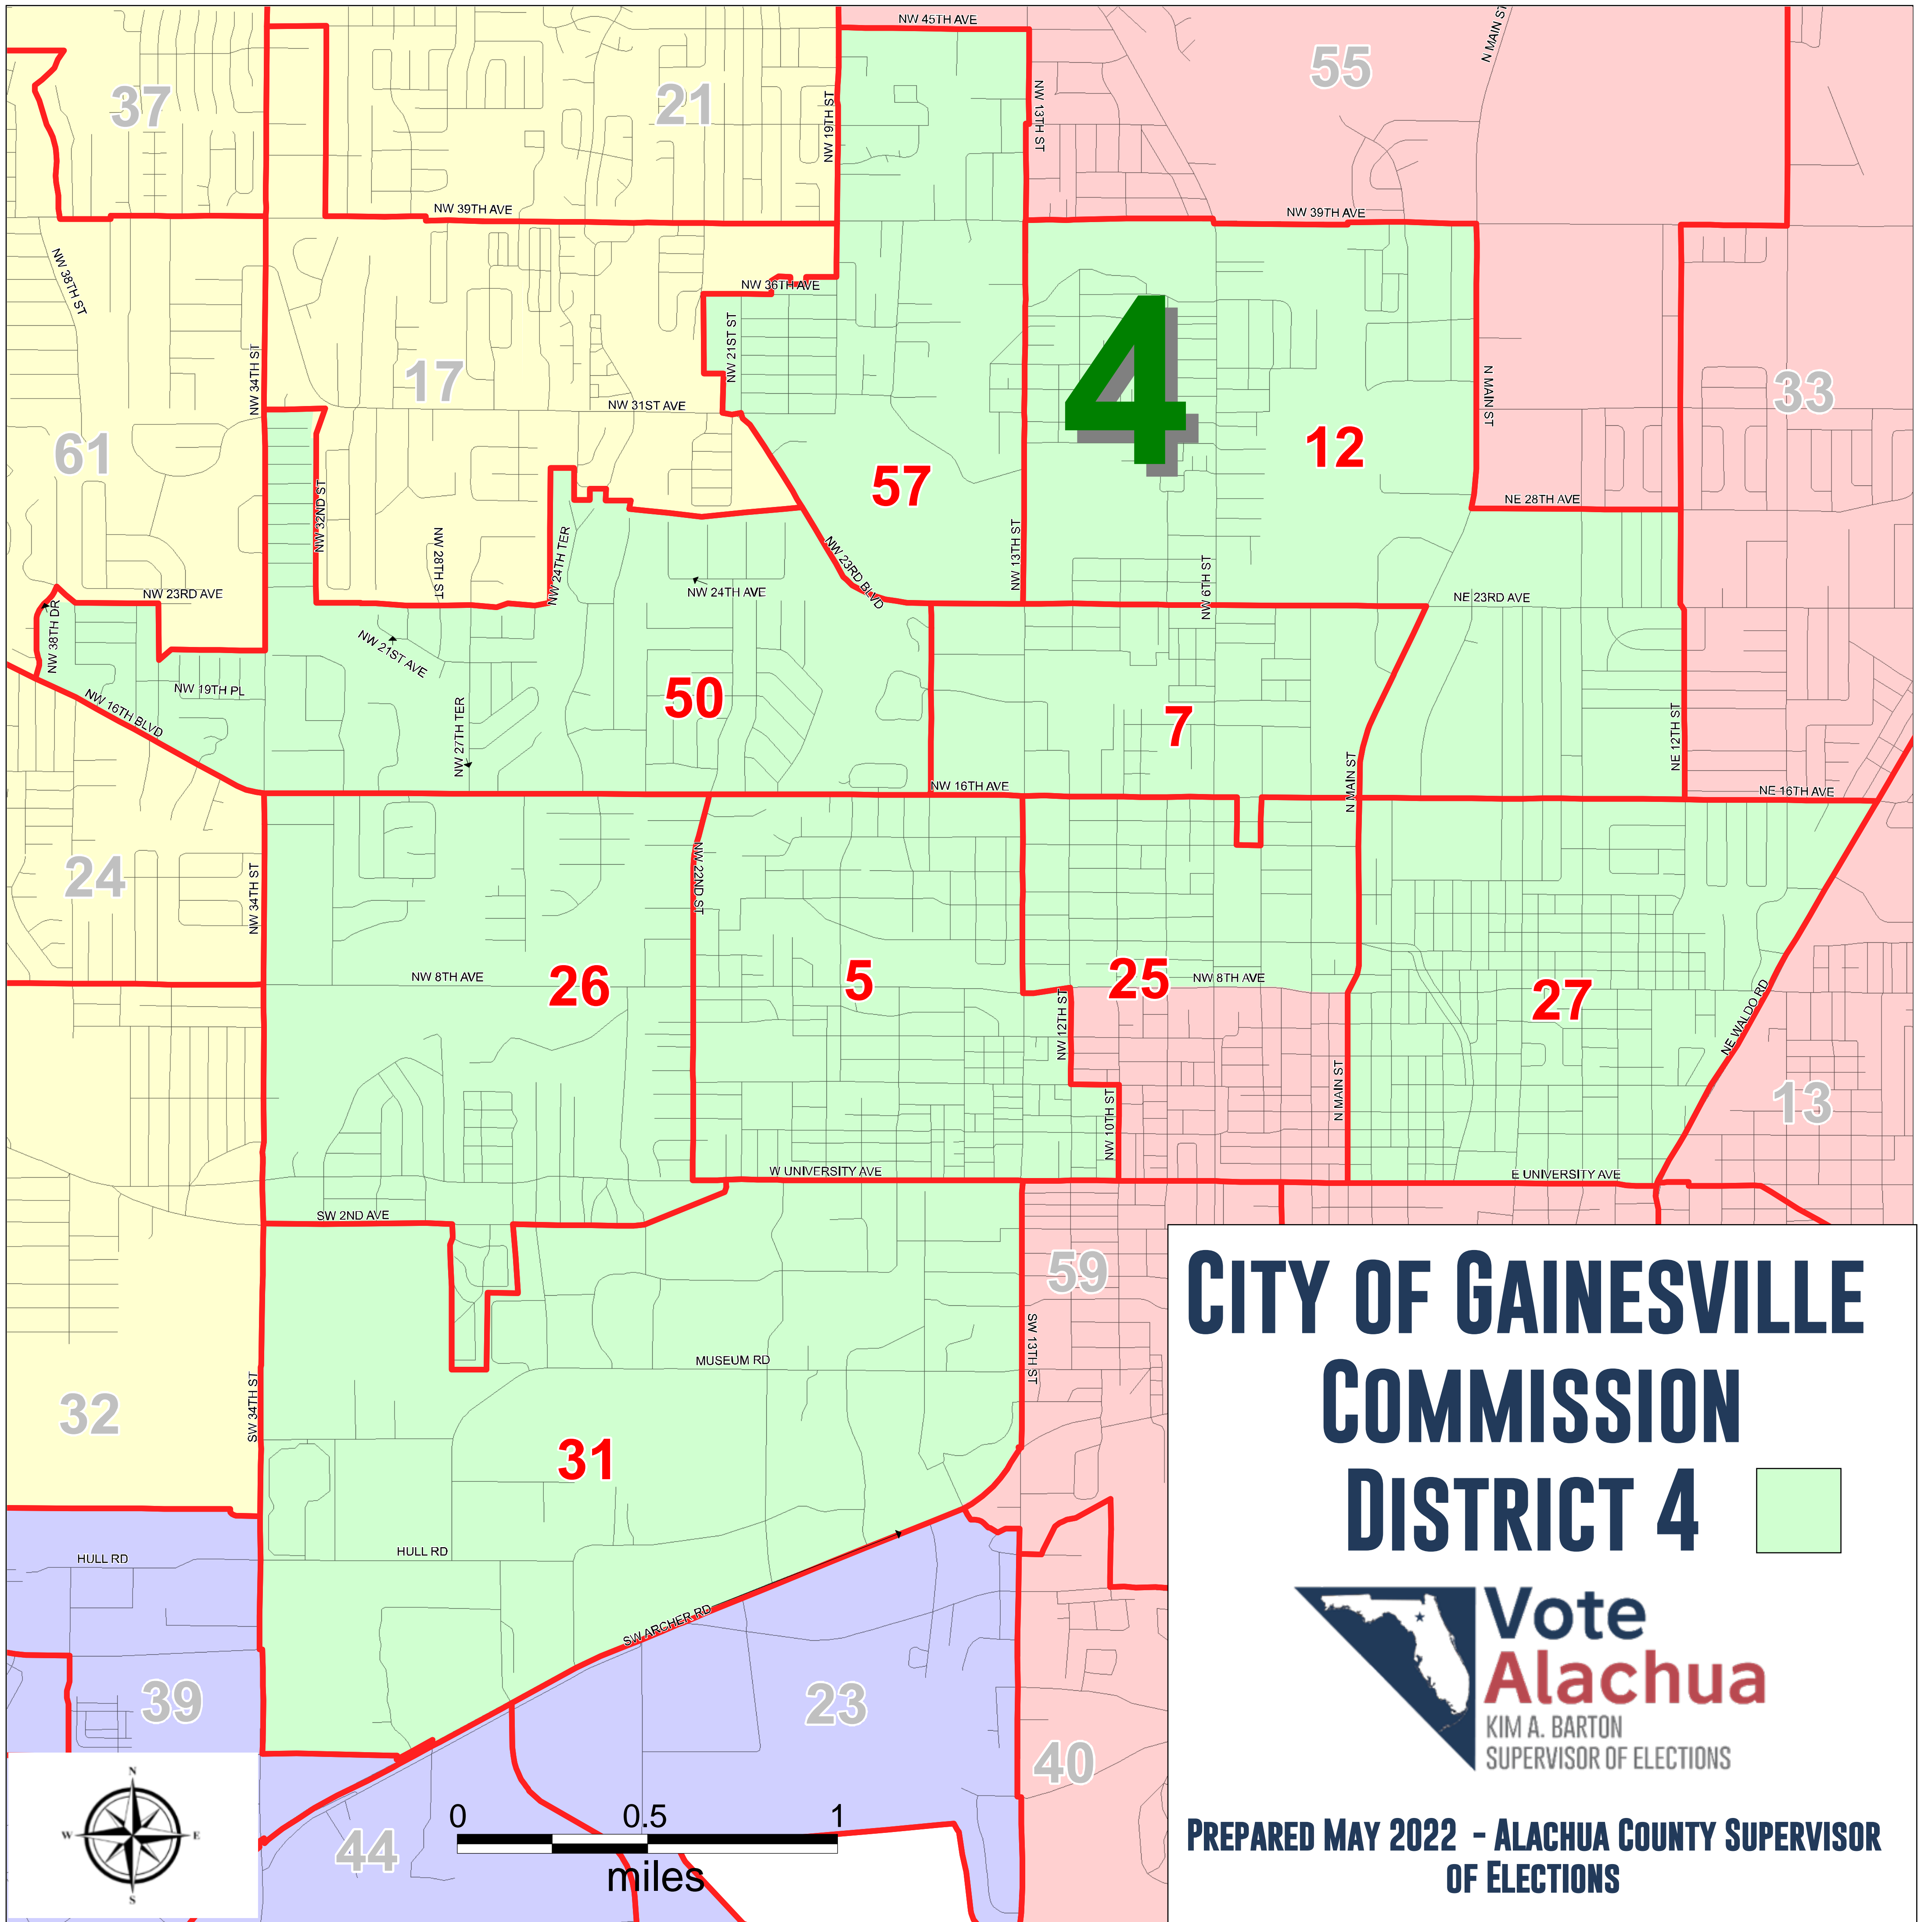 NW 45TH AVE
N MAIN ST
55
37
21
NW 19TH ST
NW 13TH ST
NW 39TH AVE
NW 39TH AVE
NW 38TH ST
NW 36TH AVE
4
NW 34TH ST
NW 21ST ST
17
N MAIN ST
33
NW 31ST AVE
61
12
57
NW 32ND ST
NE 28TH AVE
NW 28TH ST
NW 24TH TER
NW 23RD BLVD
NW 13TH ST
NW 6TH ST
NW 23RD AVE
NW 24TH AVE
NE 23RD AVE
NW 38TH DR
NW 21ST AVE
NW 19TH PL
50
NW 16TH BLVD
NW 27TH TER
7
NE 12TH ST
N MAIN ST
NW 16TH AVE
NE 16TH AVE
24
NW 34TH ST
NW 22ND ST
NW 8TH AVE
26
5
25
NW 8TH AVE
27
NW 12TH ST
NE WALDO RD
N MAIN ST
13
NW 10TH ST
W UNIVERSITY AVE
E UNIVERSITY AVE
SW 2ND AVE
59
SW 13TH ST
MUSEUM RD
SW 34TH ST
32
31
HULL RD
HULL RD
SW ARCHER RD
39
23
40
44
N
W
E
S
0 0.5 1
miles
CITY OF GAINESVILLE
COMMISSION
DISTRICT 4
Vote
Alachua
KIM A. BARTON
SUPERVISOR OF ELECTIONS
PREPARED MAY 2022 - ALACHUA COUNTY SUPERVISOR
OF ELECTIONS